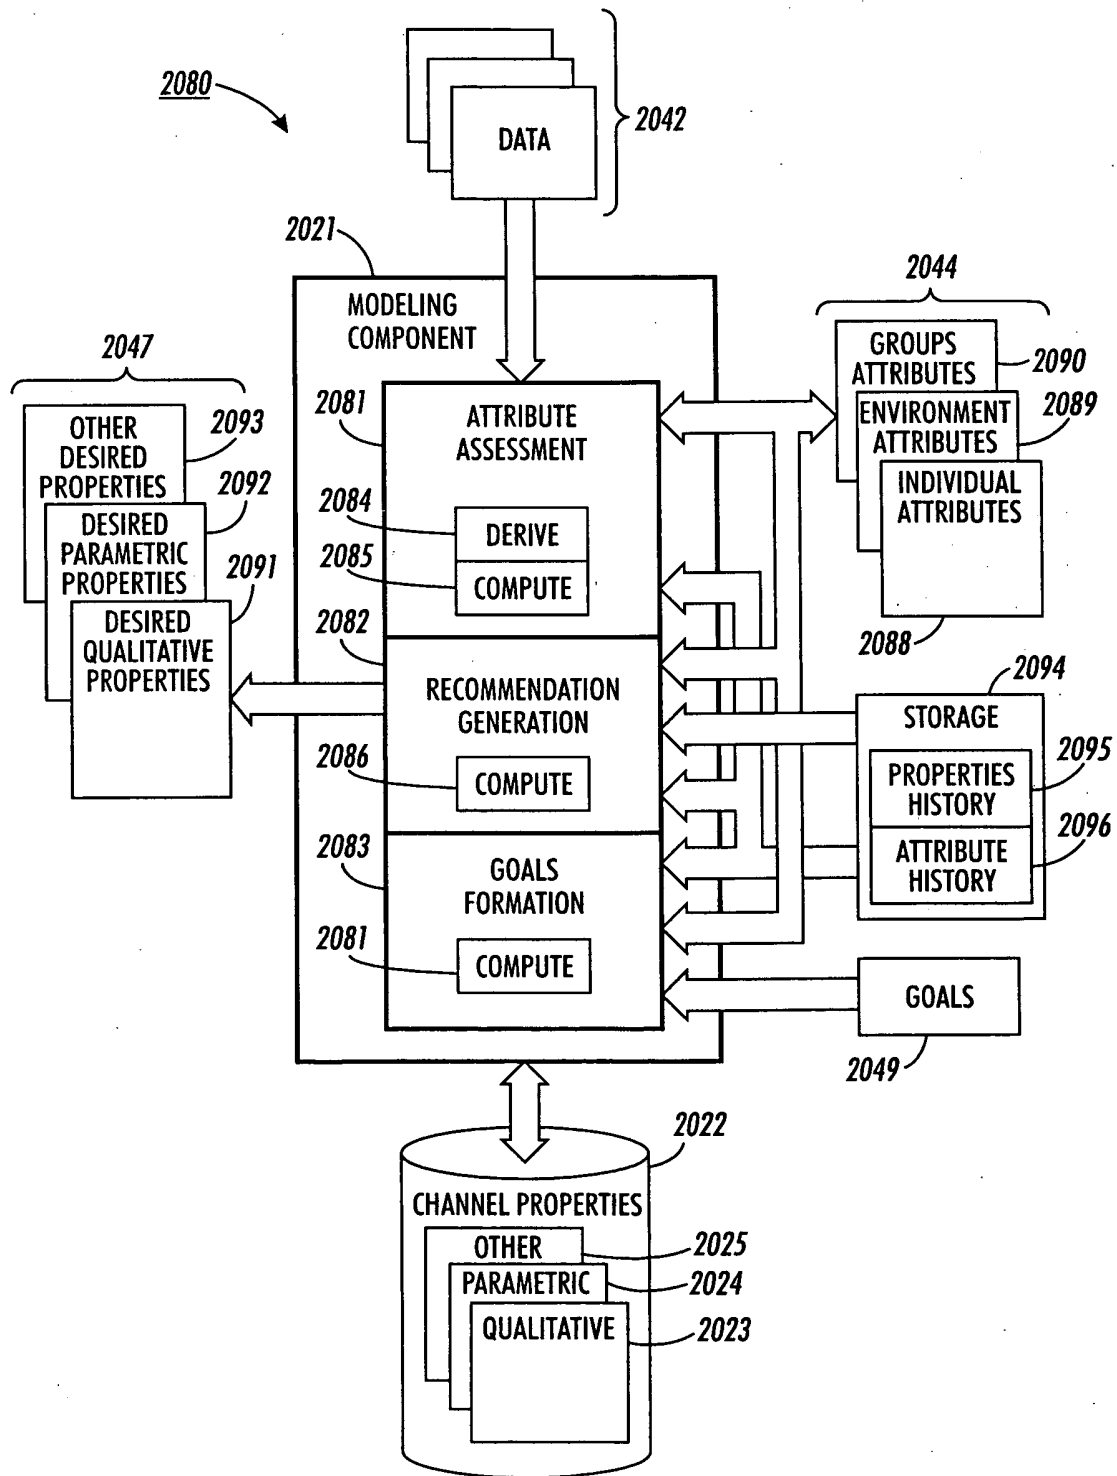 2080
DATA
2042
2021
MODELING
COMPONENT
2044
GROUPS
ATTRIBUTES
2090
ENVIRONMENT
ATTRIBUTES
2089
INDIVIDUAL
ATTRIBUTES
2088
2047
OTHER
DESIRED
PROPERTIES
2093
DESIRED
PARAMETRIC
PROPERTIES
2092
DESIRED
QUALITATIVE
PROPERTIES
2091
2081
ATTRIBUTE
ASSESSMENT
2084
DERIVE
2085
COMPUTE
2082
RECOMMENDATION
GENERATION
2086
COMPUTE
2083
GOALS
FORMATION
2081
COMPUTE
2094
STORAGE
PROPERTIES
HISTORY
2095
ATTRIBUTE
HISTORY
2096
GOALS
2049
2022
CHANNEL PROPERTIES
OTHER
2025
PARAMETRIC
2024
QUALITATIVE
2023